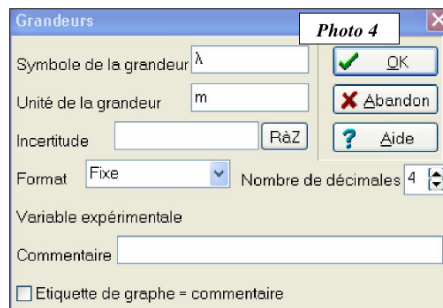 Grandeurs
Photo 4
Symbole de la grandeur λ
OK
Unité de la grandeur m
Abandon
Incertitude RàZ
? Aide
Format Fixe Nombre de décimales 4
Variable expérimentale
Commentaire
Etiquette de graphe = commentaire